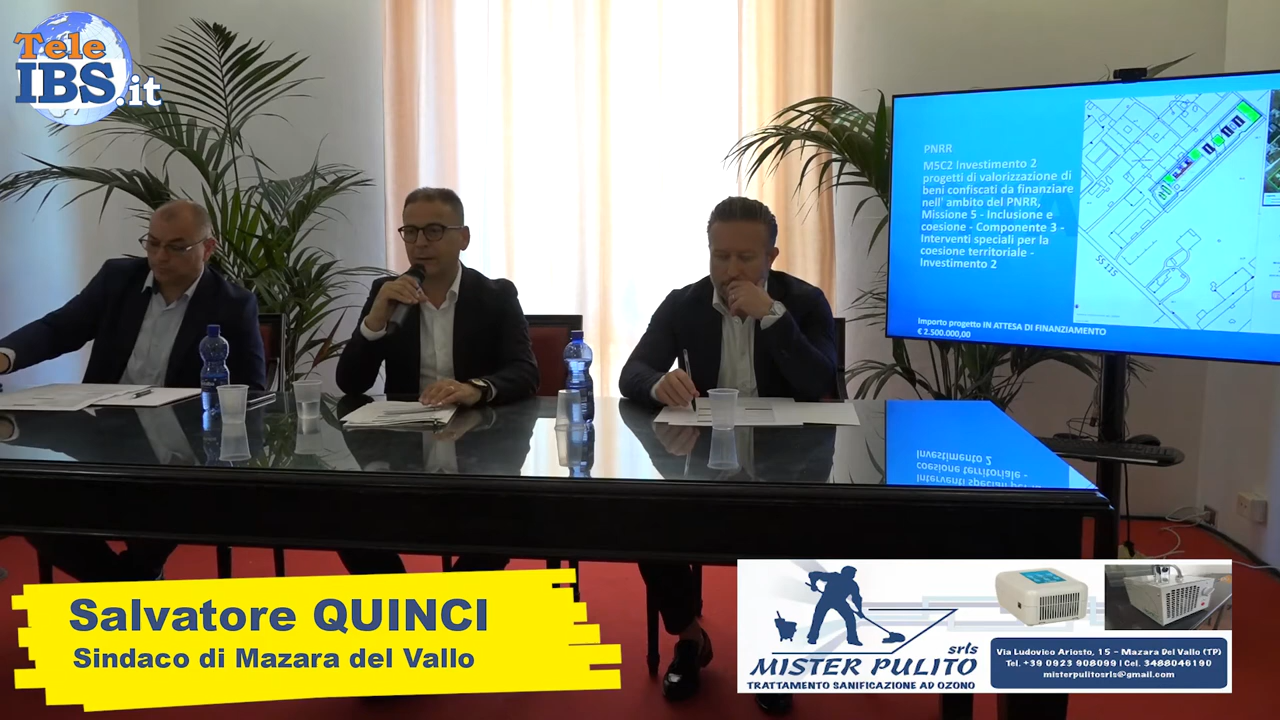 Tele
IBS.it
PNRR
M5C2 Investimento 2
progetti di valorizzazione di
beni confiscati da finanziare
nell' ambito del PNRR,
Missione 5 - Inclusione e
coesione - Componente 3 -
Interventi speciali per la
coesione territoriale -
Investimento 2
SS 115
Importo progetto IN ATTESA DI FINANZIAMENTO
€ 2.500.000,00
Salvatore QUINCI
Sindaco di Mazara del Vallo
MISTER PULITO srls
TRATTAMENTO SANIFICAZIONE AD OZONO
Via Ludovico Ariosto, 15 – Mazara Del Vallo (TP)
Tel. +39 0923 908099 | Cel. 3488046190
misterpulitosrls@gmail.com